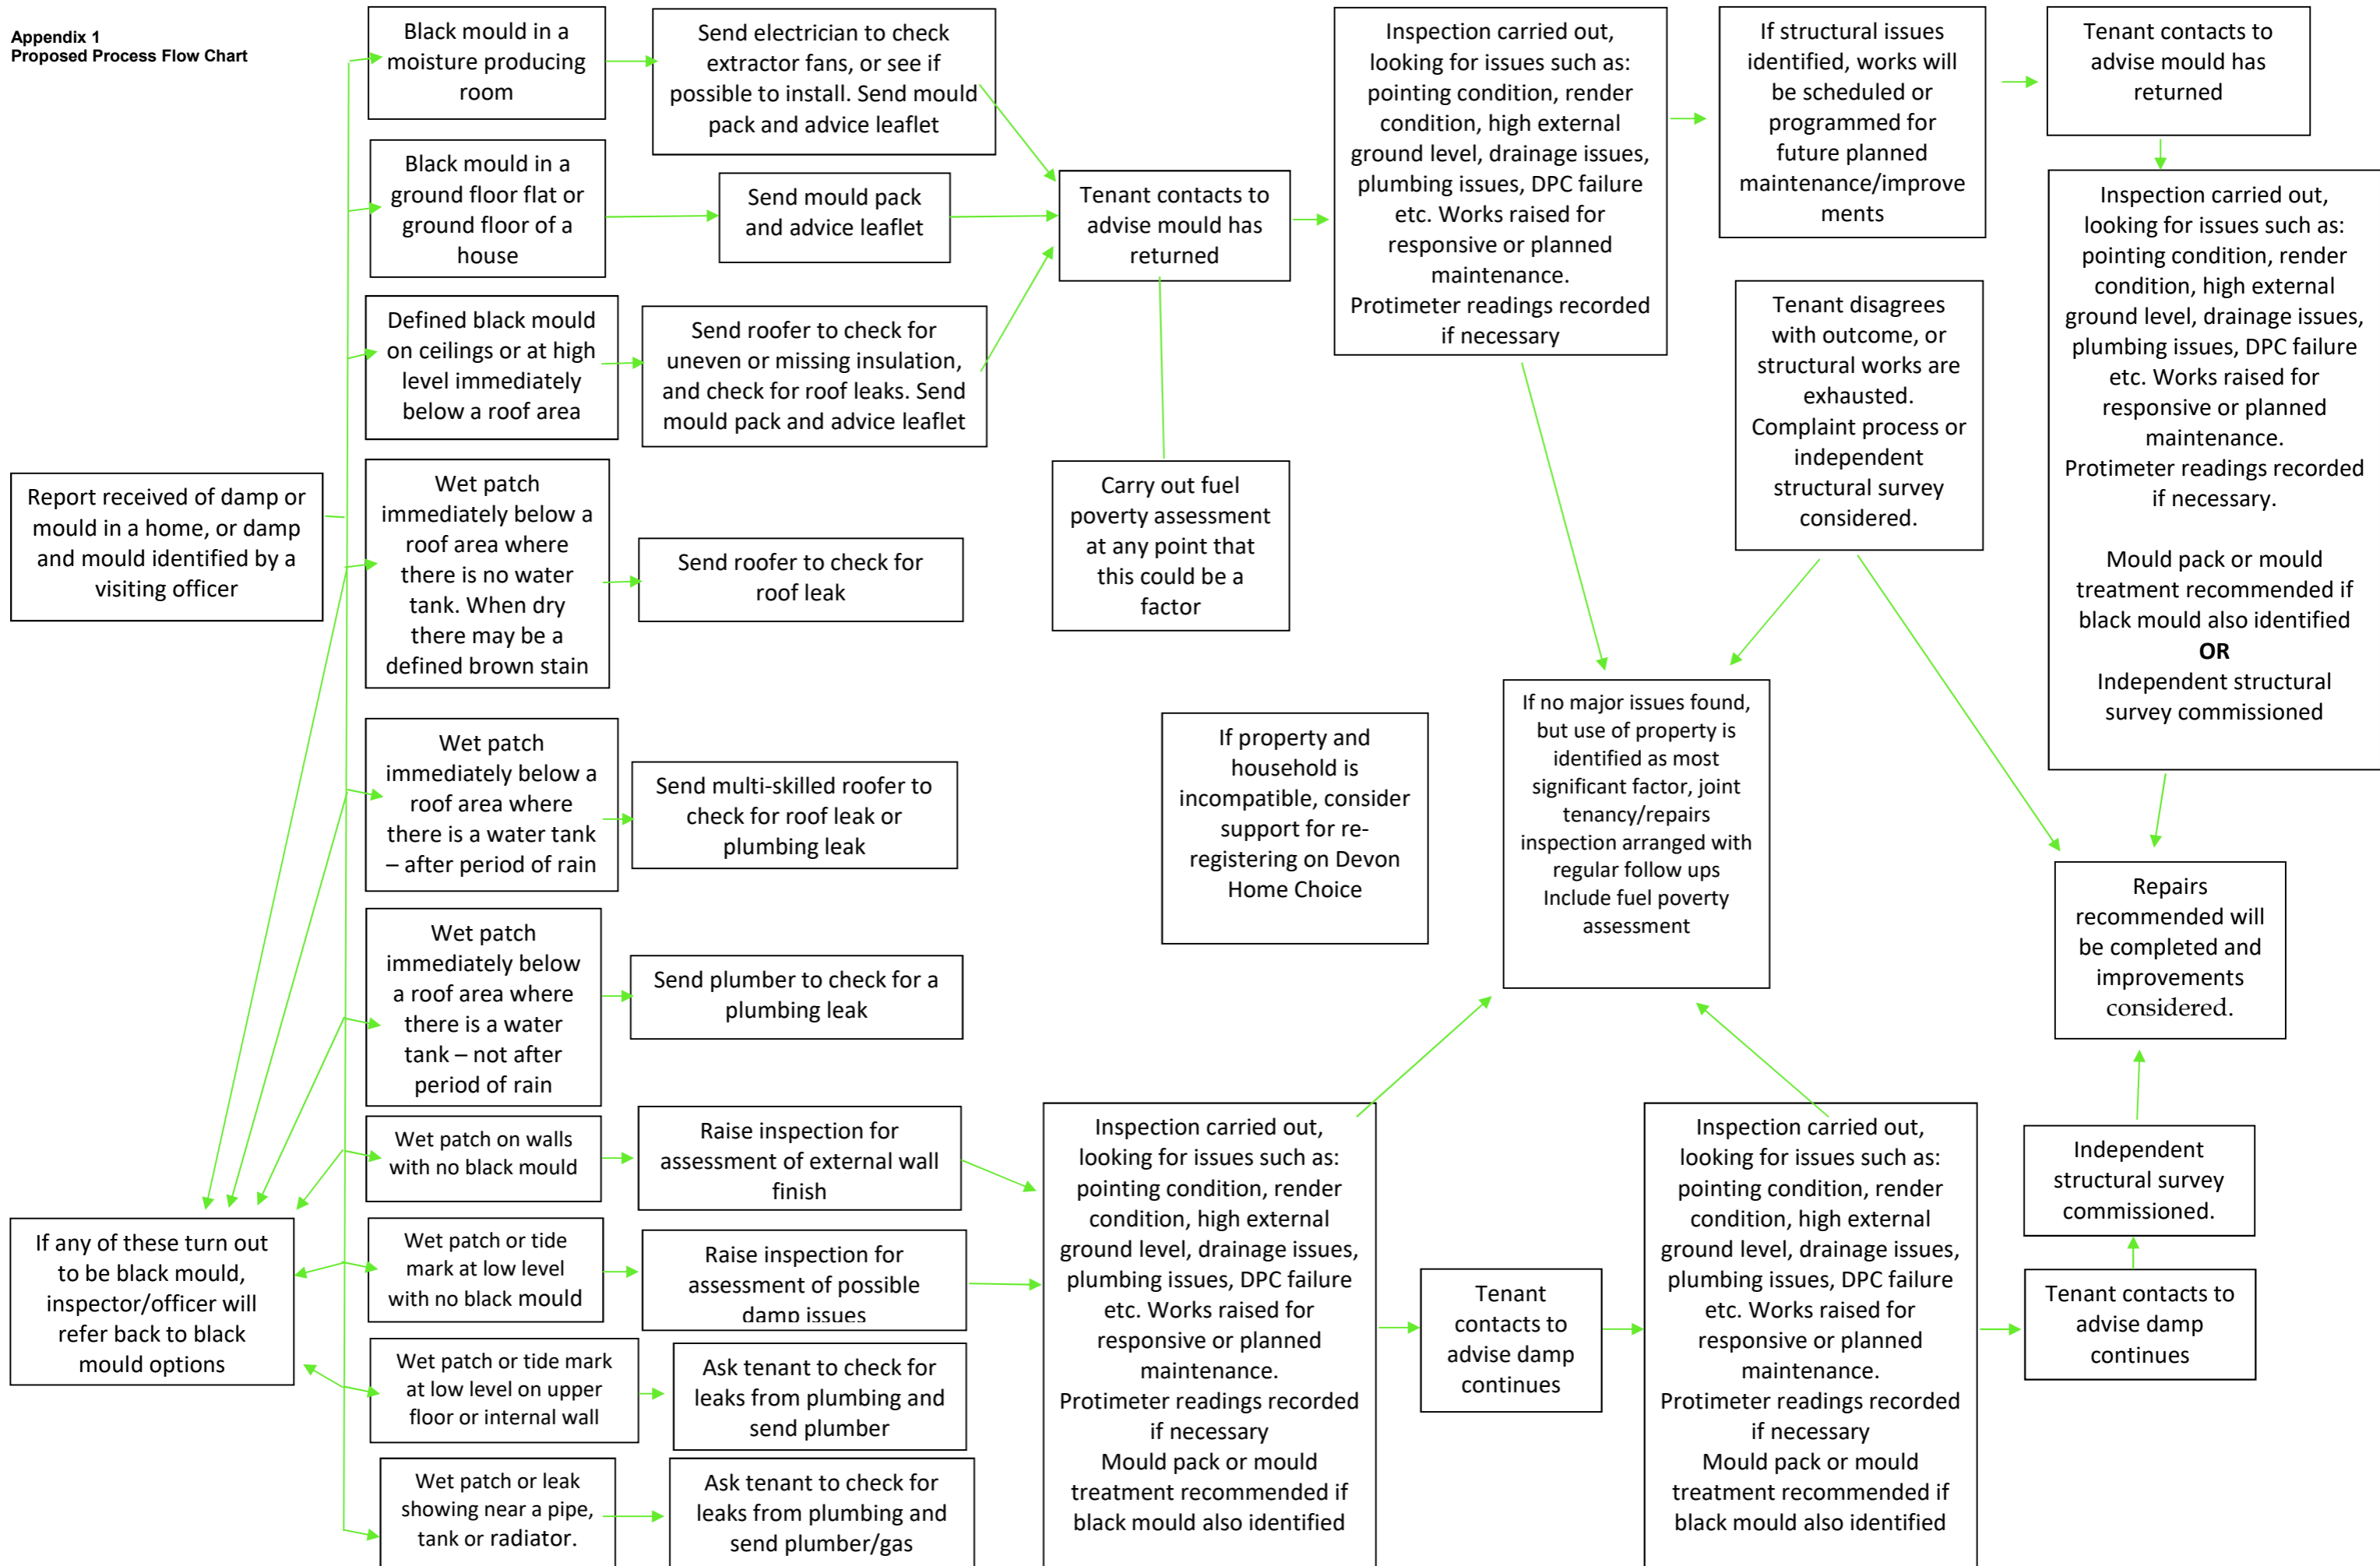 Appendix 1
Proposed Process Flow Chart
Report received of damp or
mould in a home, or damp
and mould identified by a
visiting officer
If any of these turn out
to be black mould,
inspector/officer will
refer back to black
mould options
Black mould in a
moisture producing
room
Black mould in a
ground floor flat or
ground floor of a
house
Defined black mould
on ceilings or at high
level immediately
below a roof area
Wet patch
immediately below a
roof area where
there is no water
tank. When dry
there may be a
defined brown stain
Wet patch
immediately below a
roof area where
there is a water tank
– after period of rain
Wet patch
immediately below
a roof area where
there is a water
tank – not after
period of rain
Wet patch on walls
with no black mould
Wet patch or tide
mark at low level
with no black mould
Wet patch or tide mark
at low level on upper
floor or internal wall
Wet patch or leak
showing near a pipe,
tank or radiator.
Send electrician to check
extractor fans, or see if
possible to install. Send mould
pack and advice leaflet
Send mould pack
and advice leaflet
Send roofer to check for
uneven or missing insulation,
and check for roof leaks. Send
mould pack and advice leaflet
Send roofer to check for
roof leak
Send multi-skilled roofer to
check for roof leak or
plumbing leak
Send plumber to check for a
plumbing leak
Raise inspection for
assessment of external wall
finish
Raise inspection for
assessment of possible
damp issues
Ask tenant to check for
leaks from plumbing and
send plumber
Ask tenant to check for
leaks from plumbing and
send plumber/gas
Tenant contacts to
advise mould has
returned
Carry out fuel
poverty assessment
at any point that
this could be a
factor
If property and
household is
incompatible, consider
support for re-
registering on Devon
Home Choice
Inspection carried out,
looking for issues such as:
pointing condition, render
condition, high external
ground level, drainage issues,
plumbing issues, DPC failure
etc. Works raised for
responsive or planned
maintenance.
Protimeter readings recorded
if necessary
Mould pack or mould
treatment recommended if
black mould also identified
Inspection carried out,
looking for issues such as:
pointing condition, render
condition, high external
ground level, drainage issues,
plumbing issues, DPC failure
etc. Works raised for
responsive or planned
maintenance.
Protimeter readings recorded
if necessary
If structural issues
identified, works will
be scheduled or
programmed for
future planned
maintenance/improve
ments
Tenant disagrees
with outcome, or
structural works are
exhausted.
Complaint process or
independent
structural survey
considered.
If no major issues found,
but use of property is
identified as most
significant factor, joint
tenancy/repairs
inspection arranged with
regular follow ups
Include fuel poverty
assessment
Tenant
contacts to
advise damp
continues
Inspection carried out,
looking for issues such as:
pointing condition, render
condition, high external
ground level, drainage issues,
plumbing issues, DPC failure
etc. Works raised for
responsive or planned
maintenance.
Protimeter readings recorded
if necessary
Mould pack or mould
treatment recommended if
black mould also identified
Tenant contacts to
advise mould has
returned
Inspection carried out,
looking for issues such as:
pointing condition, render
condition, high external
ground level, drainage issues,
plumbing issues, DPC failure
etc. Works raised for
responsive or planned
maintenance.
Protimeter readings recorded
if necessary.
Mould pack or mould
treatment recommended if
black mould also identified
OR
Independent structural
survey commissioned
Repairs
recommended will
be completed and
improvements
considered.
Independent
structural survey
commissioned.
Tenant contacts to
advise damp
continues